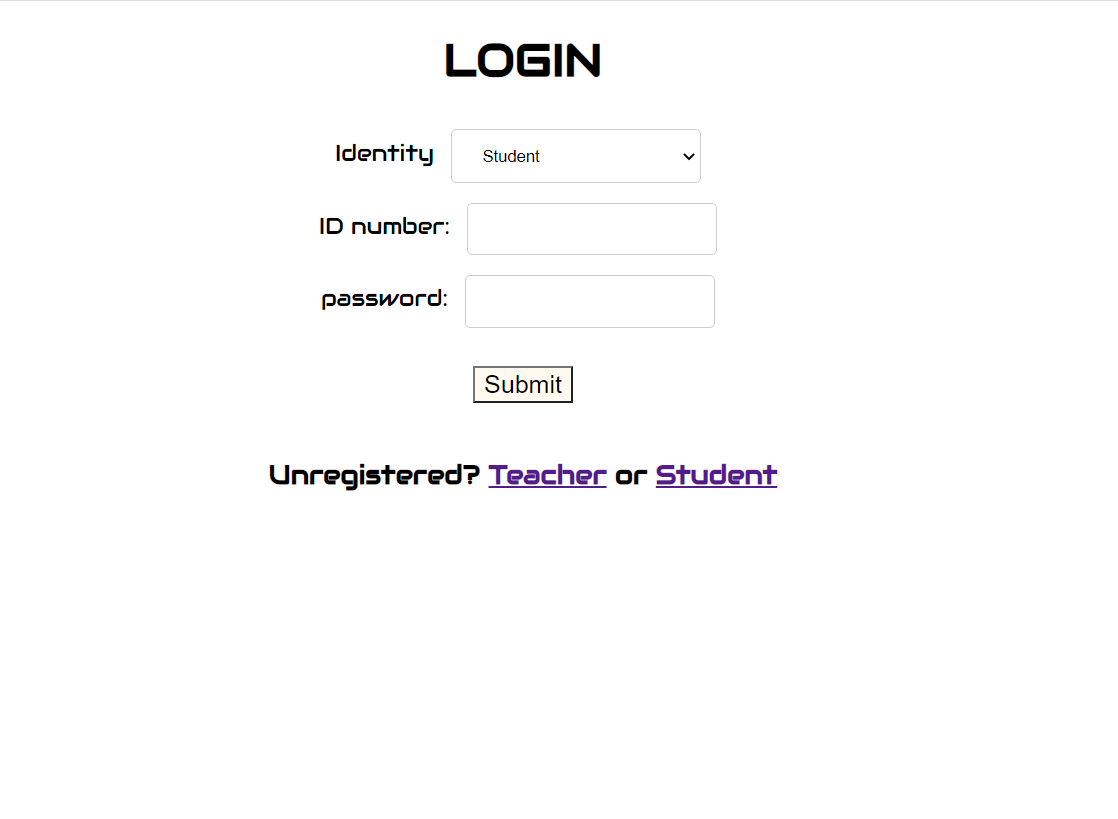 LOGIN
Identity Student
ID number:
password:
Submit
Unregistered? Teacher or Student